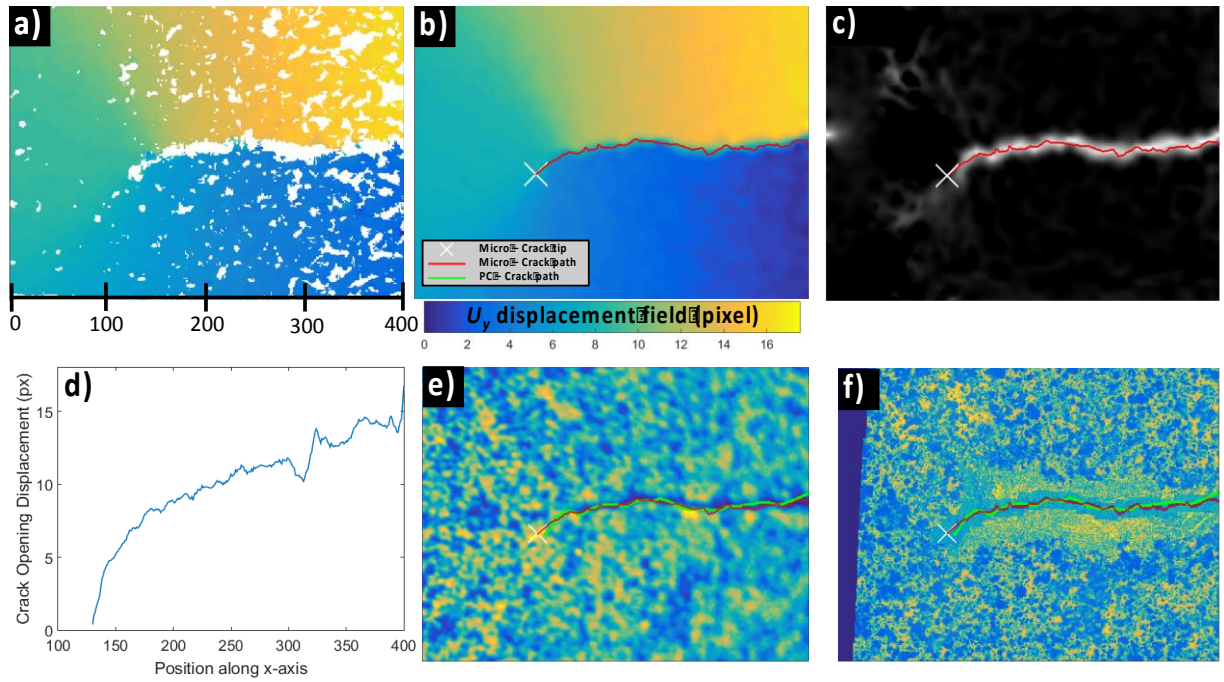 a)
b)
c)
0 100 200 300 400
Micro – Crack tip
Micro – Crack path
PC – Crack path
Uy displacement field (pixel)
0 2 4 6 8 10 12 14 16
d)
Crack Opening Displacement (px)
15
10
5
0
100 150 200 250 300 350 400
Position along x-axis
e)
f)